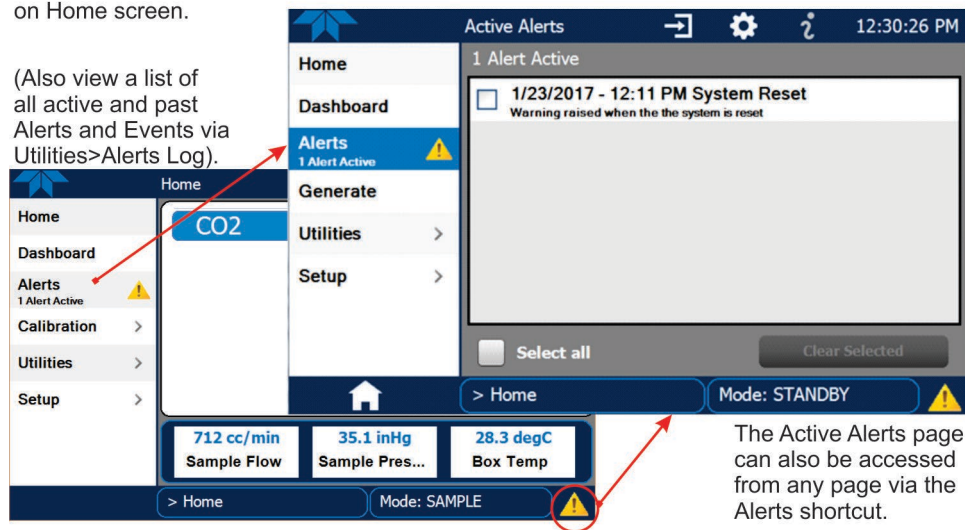 on Home screen.
(Also view a list of
all active and past
Alerts and Events via
Utilities>Alerts Log).
Active Alerts
12:30:26 PM
Home
Dashboard
Alerts
1 Alert Active
Generate
Utilities >
Setup >
1 Alert Active
1/23/2017 - 12:11 PM System Reset
Warning raised when the the system is reset
Select all
Clear Selected
> Home
Mode: STANDBY
Home
Home
Dashboard
Alerts
1 Alert Active
Calibration >
Utilities >
Setup >
CO2
712 cc/min
Sample Flow
35.1 inHg
Sample Pres...
28.3 degC
Box Temp
> Home
Mode: SAMPLE
The Active Alerts page
can also be accessed
from any page via the
Alerts shortcut.